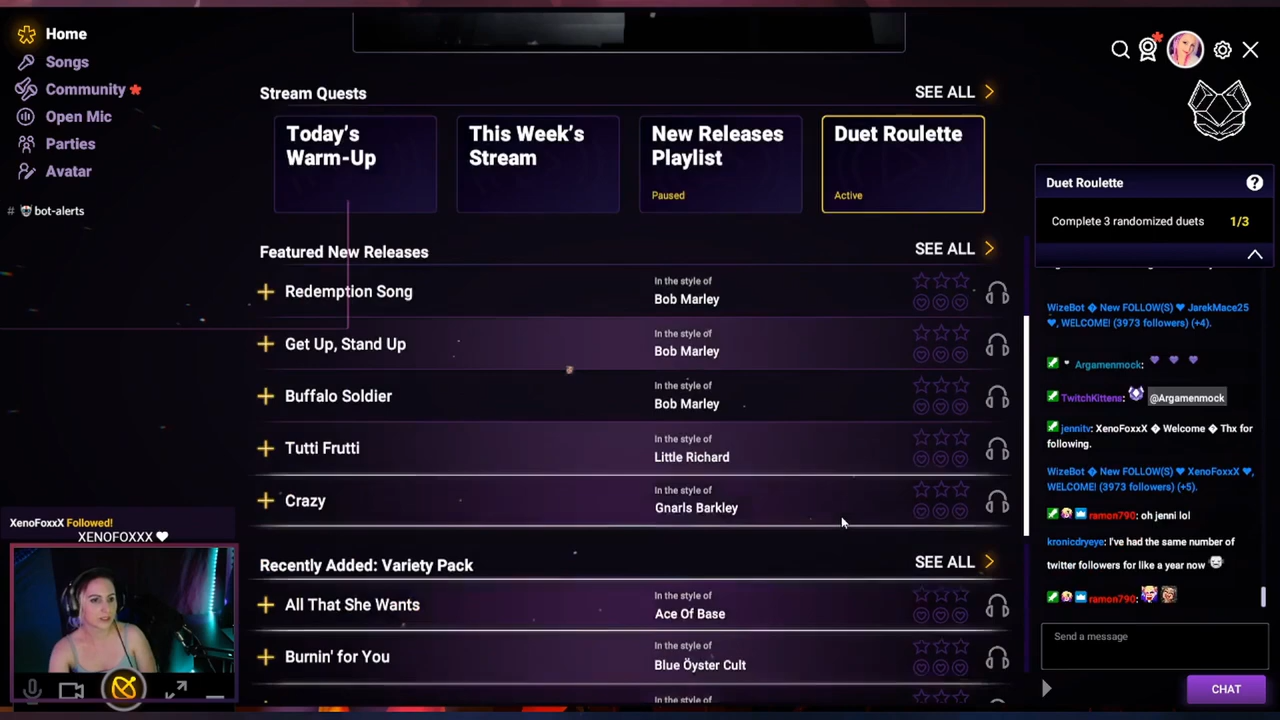 Home
Songs
Community
Open Mic
Parties
Avatar
# bot-alerts
Stream Quests
SEE ALL
Today's
Warm-Up
This Week's
Stream
New Releases
Playlist
Paused
Duet Roulette
Active
Featured New Releases
SEE ALL
Redemption Song
In the style of
Bob Marley
Get Up, Stand Up
In the style of
Bob Marley
Buffalo Soldier
In the style of
Bob Marley
Tutti Frutti
In the style of
Little Richard
Crazy
In the style of
Gnarls Barkley
Recently Added: Variety Pack
SEE ALL
All That She Wants
In the style of
Ace Of Base
Burnin' for You
In the style of
Blue Öyster Cult
In the style of
Duet Roulette
?
Complete 3 randomized duets 1/3
WizeBot � New FOLLOW(S) ♥ JarekMace25
♥, WELCOME! (3973 followers) (+4).
Argamenmock: 
TwitchKittens: @Argamenmock
jennitv: XenoFoxxX � Welcome � Thx for
following.
WizeBot � New FOLLOW(S) ♥ XenoFoxxX ♥,
WELCOME! (3973 followers) (+5).
ramon790: oh jenni lol
kronicdryeye: I've had the same number of
twitter followers for like a year now
ramon790:
Send a message
CHAT
XenoFoxxX Followed!
XENOFOXXX ♥